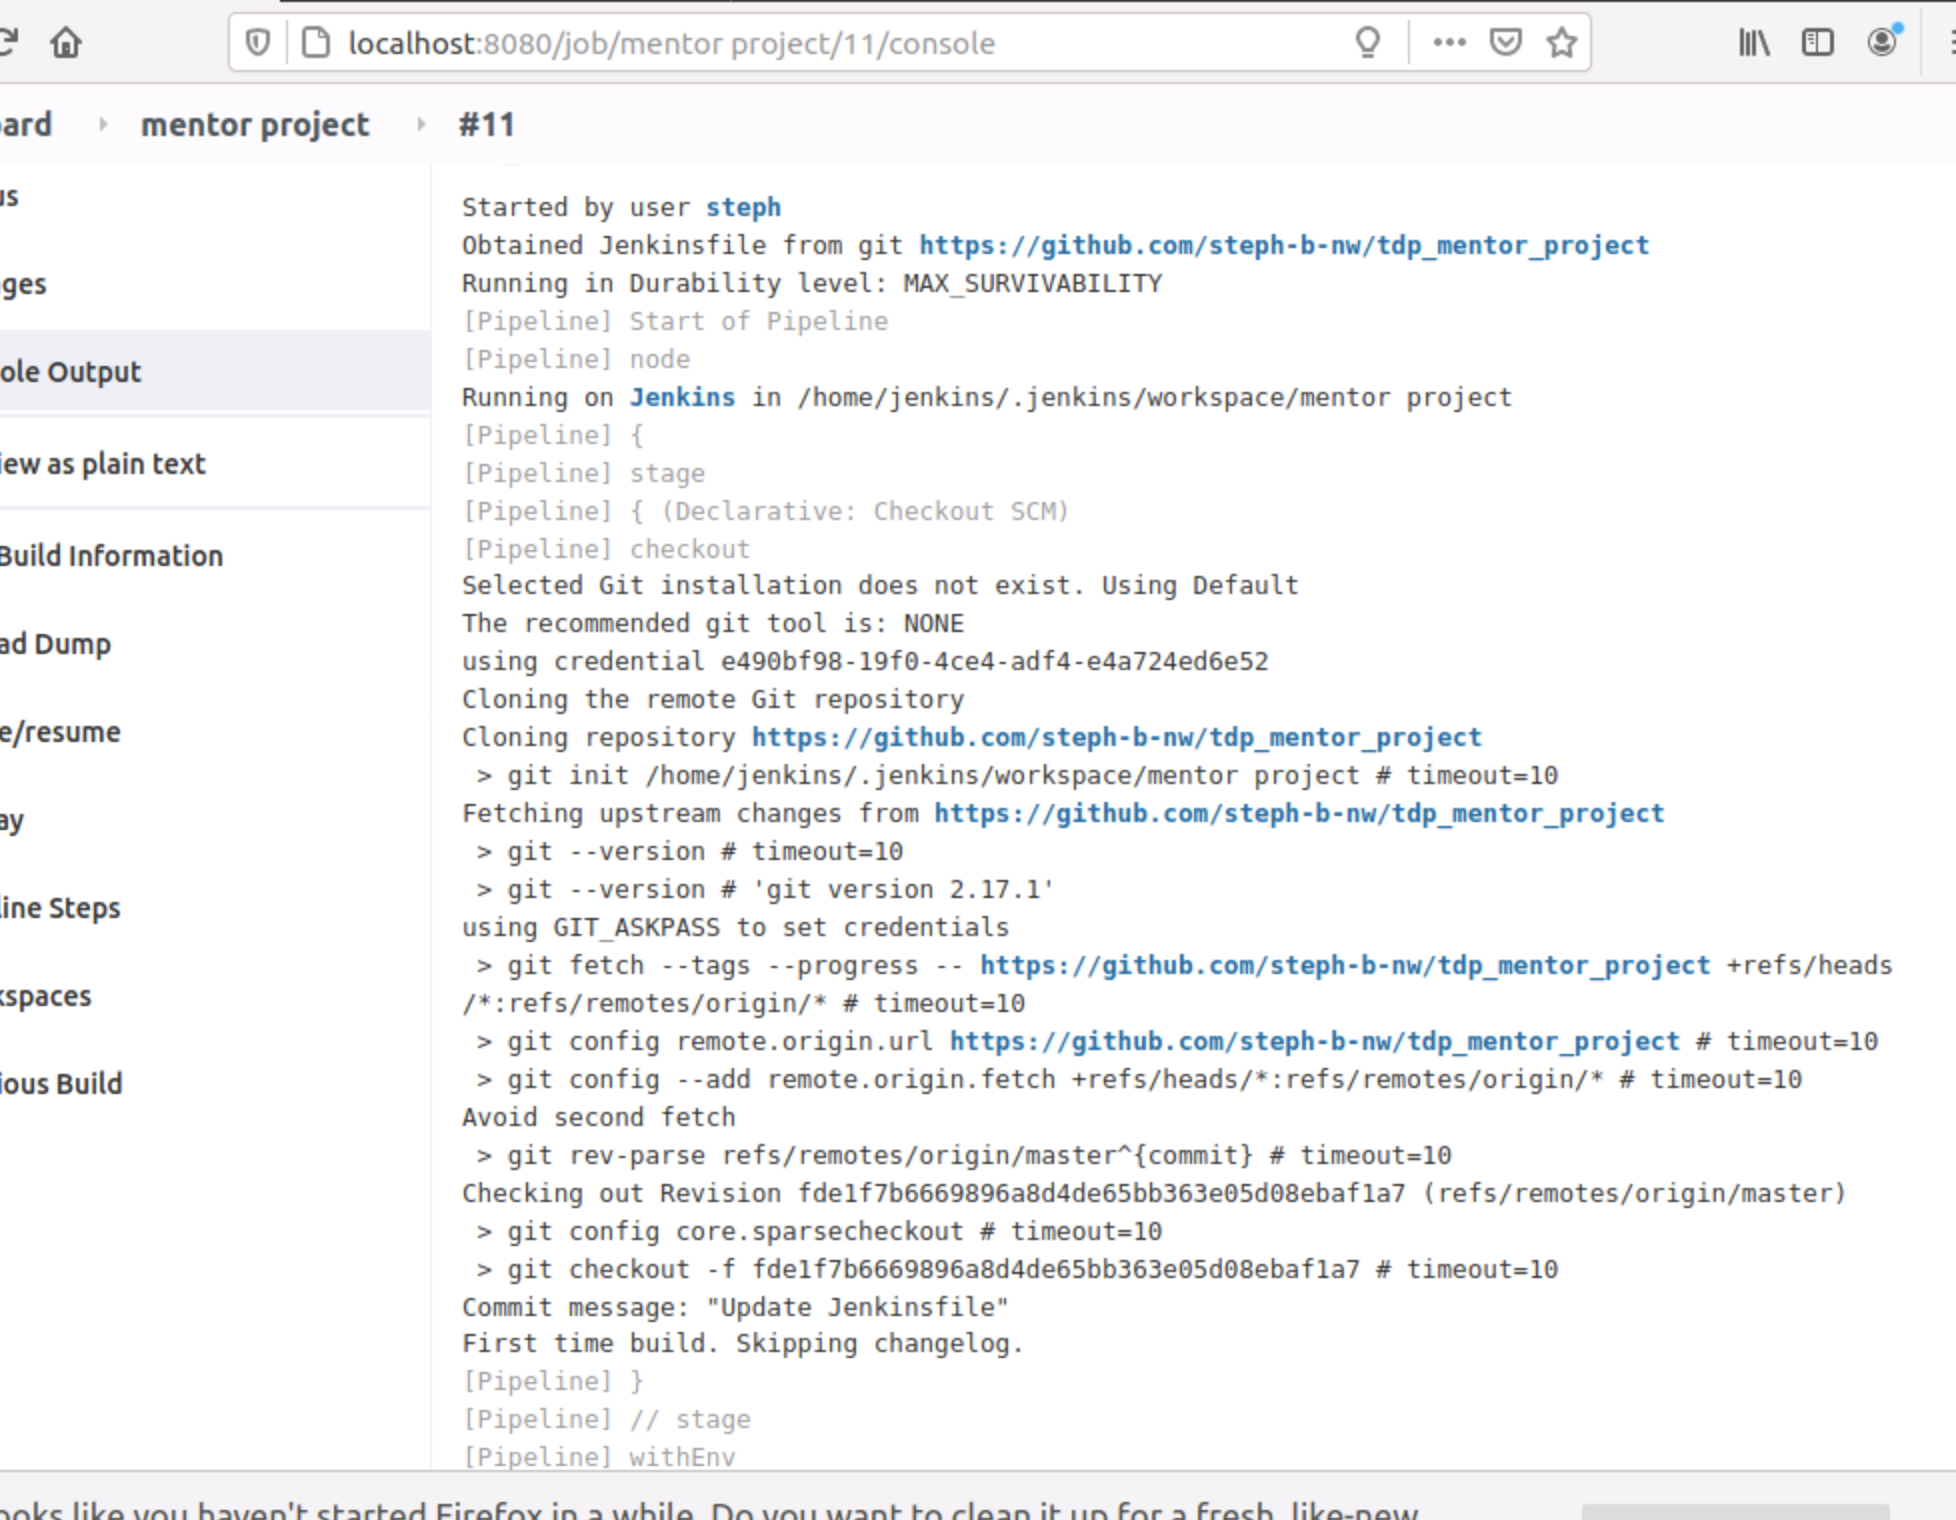 localhost:8080/job/mentor project/11/console
ard mentor project #11
us
ges
ole Output
iew as plain text
Build Information
ad Dump
e/resume
ay
line Steps
kspaces
ious Build
Started by user steph
Obtained Jenkinsfile from git https://github.com/steph-b-nw/tdp_mentor_project
Running in Durability level: MAX_SURVIVABILITY
[Pipeline] Start of Pipeline
[Pipeline] node
Running on Jenkins in /home/jenkins/.jenkins/workspace/mentor project
[Pipeline] {
[Pipeline] stage
[Pipeline] { (Declarative: Checkout SCM)
[Pipeline] checkout
Selected Git installation does not exist. Using Default
The recommended git tool is: NONE
using credential e490bf98-19f0-4ce4-adf4-e4a724ed6e52
Cloning the remote Git repository
Cloning repository https://github.com/steph-b-nw/tdp_mentor_project
 > git init /home/jenkins/.jenkins/workspace/mentor project # timeout=10
Fetching upstream changes from https://github.com/steph-b-nw/tdp_mentor_project
 > git --version # timeout=10
 > git --version # 'git version 2.17.1'
using GIT_ASKPASS to set credentials
 > git fetch --tags --progress -- https://github.com/steph-b-nw/tdp_mentor_project +refs/heads
/*:refs/remotes/origin/* # timeout=10
 > git config remote.origin.url https://github.com/steph-b-nw/tdp_mentor_project # timeout=10
 > git config --add remote.origin.fetch +refs/heads/*:refs/remotes/origin/* # timeout=10
Avoid second fetch
 > git rev-parse refs/remotes/origin/master^{commit} # timeout=10
Checking out Revision fde1f7b6669896a8d4de65bb363e05d08ebaf1a7 (refs/remotes/origin/master)
 > git config core.sparsecheckout # timeout=10
 > git checkout -f fde1f7b6669896a8d4de65bb363e05d08ebaf1a7 # timeout=10
Commit message: "Update Jenkinsfile"
First time build. Skipping changelog.
[Pipeline] }
[Pipeline] // stage
[Pipeline] withEnv
ooks like you haven't started Firefox in a while. Do you want to clean it up for a fresh, like-new